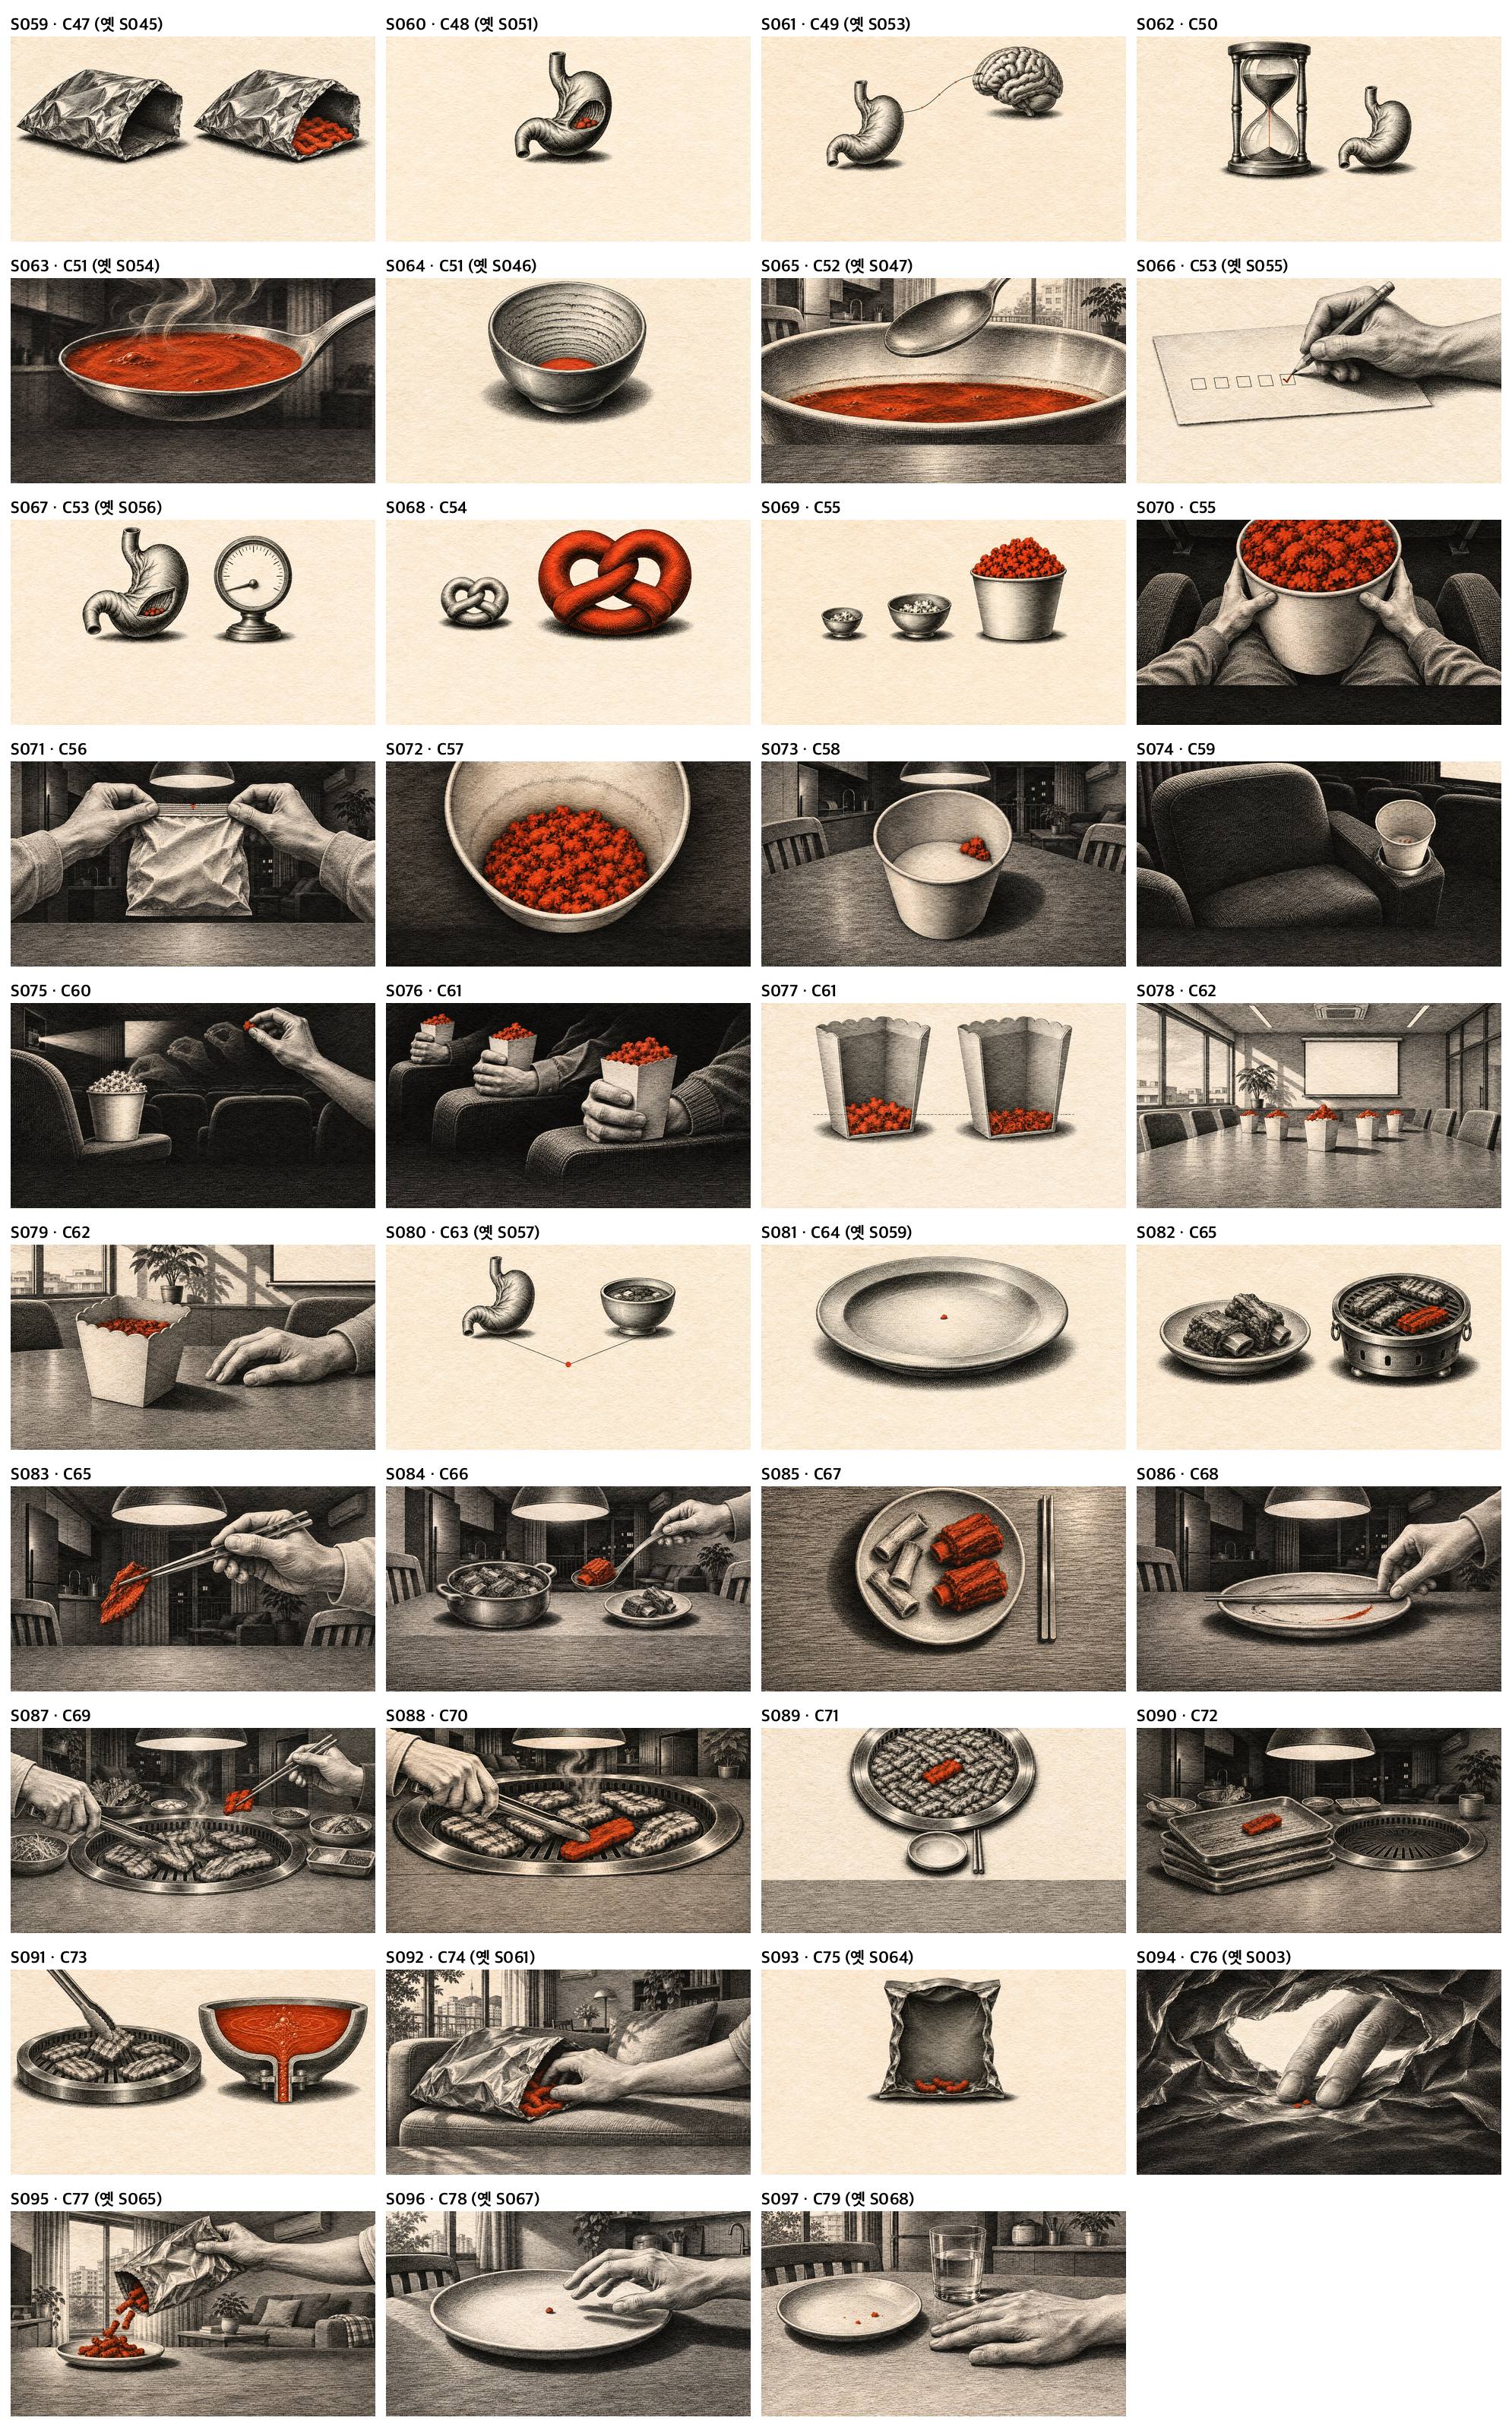 S059 · C47 (옛 S045)
S060 · C48 (옛 S051)
S061 · C49 (옛 S053)
S062 · C50
S063 · C51 (옛 S054)
S064 · C51 (옛 S046)
S065 · C52 (옛 S047)
S066 · C53 (옛 S055)
S067 · C53 (옛 S056)
S068 · C54
S069 · C55
S070 · C55
S071 · C56
S072 · C57
S073 · C58
S074 · C59
S075 · C60
S076 · C61
S077 · C61
S078 · C62
S079 · C62
S080 · C63 (옛 S057)
S081 · C64 (옛 S059)
S082 · C65
S083 · C65
S084 · C66
S085 · C67
S086 · C68
S087 · C69
S088 · C70
S089 · C71
S090 · C72
S091 · C73
S092 · C74 (옛 S061)
S093 · C75 (옛 S064)
S094 · C76 (옛 S003)
S095 · C77 (옛 S065)
S096 · C78 (옛 S067)
S097 · C79 (옛 S068)